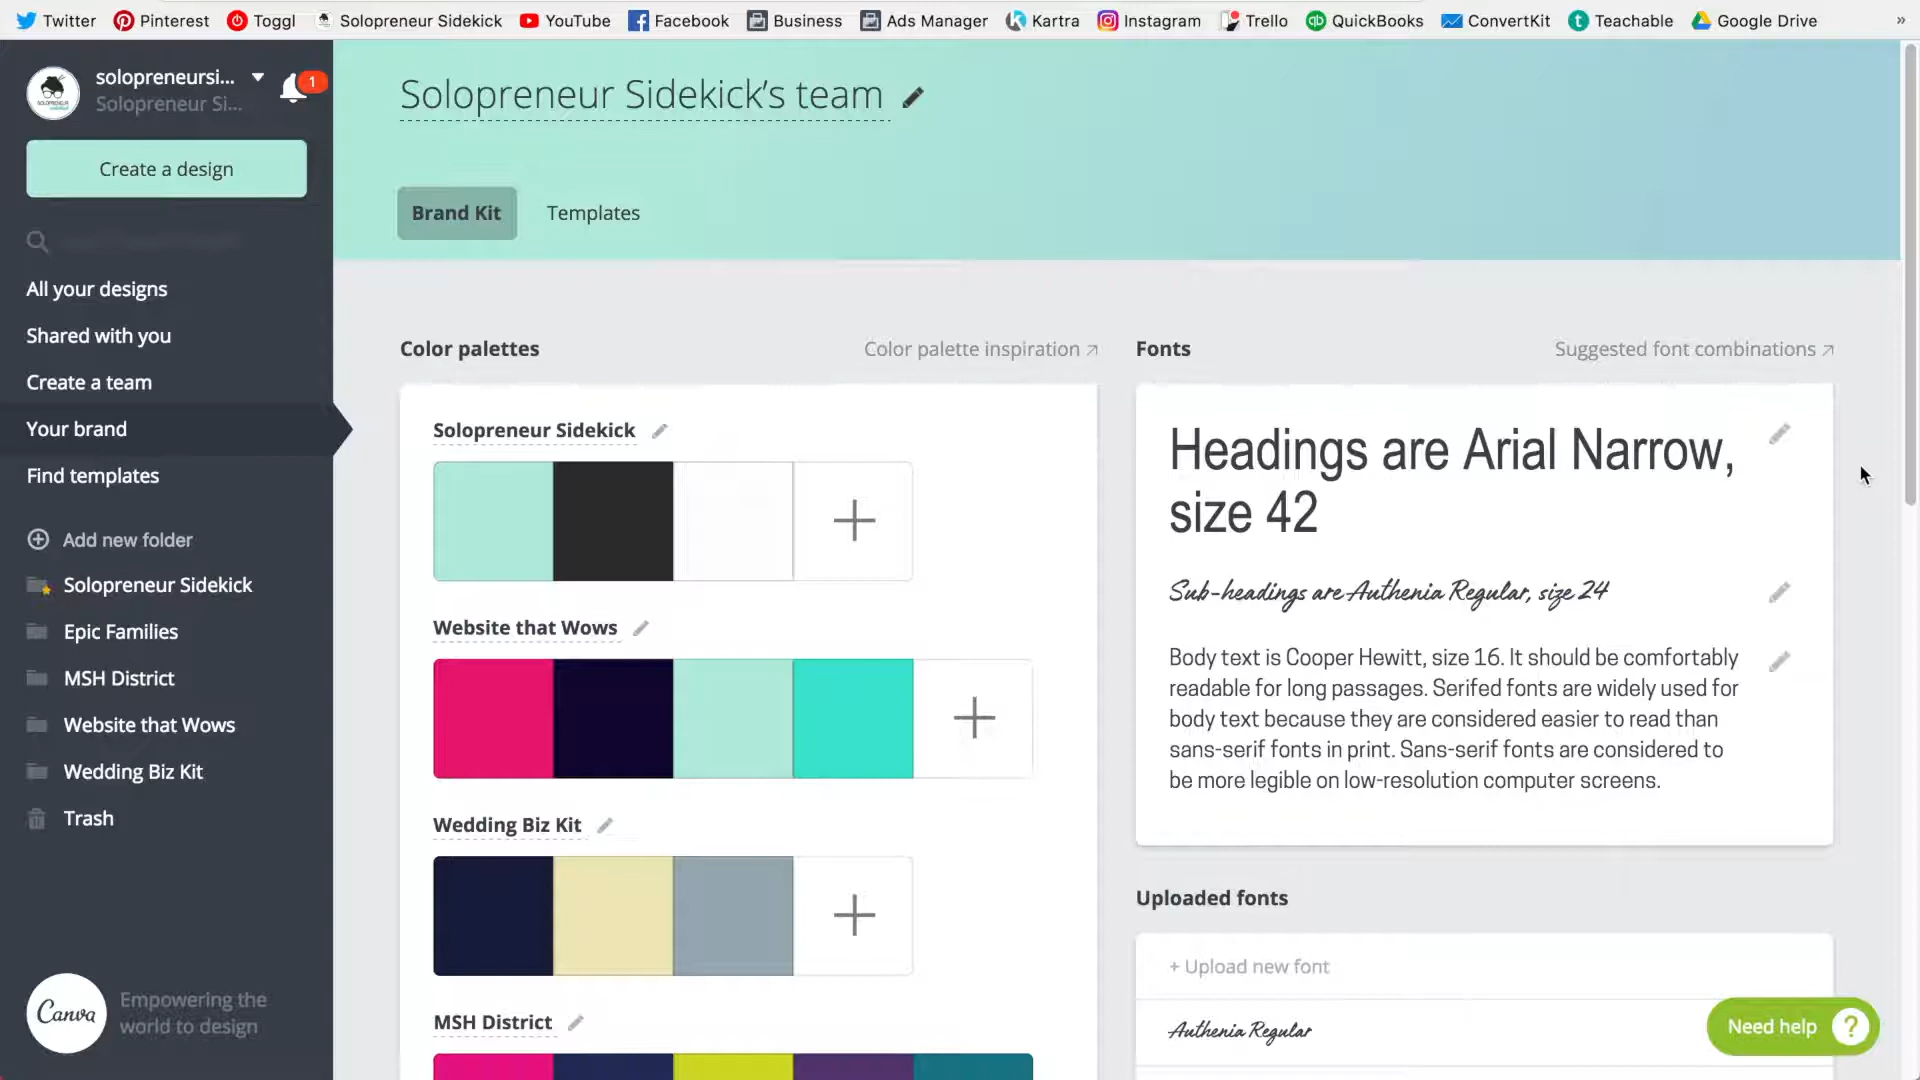 Twitter Pinterest Toggl Solopreneur Sidekick YouTube Facebook Business Ads Manager Kartra Instagram Trello QuickBooks ConvertKit Teachable Google Drive »
solopreneursi... 1
Solopreneur Si...
Create a design
All your designs
Shared with you
Create a team
Your brand
Find templates
Add new folder
Solopreneur Sidekick
Epic Families
MSH District
Website that Wows
Wedding Biz Kit
Trash
Canva
Empowering the
world to design
Solopreneur Sidekick's team
Brand Kit Templates
Color palettes Color palette inspiration
Solopreneur Sidekick
Website that Wows
Wedding Biz Kit
MSH District
Fonts Suggested font combinations
Headings are Arial Narrow,
size 42
Sub-headings are Authenia Regular, size 24
Body text is Cooper Hewitt, size 16. It should be comfortably
readable for long passages. Serifed fonts are widely used for
body text because they are considered easier to read than
sans-serif fonts in print. Sans-serif fonts are considered to
be more legible on low-resolution computer screens.
Uploaded fonts
+ Upload new font
Authenia Regular
Need help ?